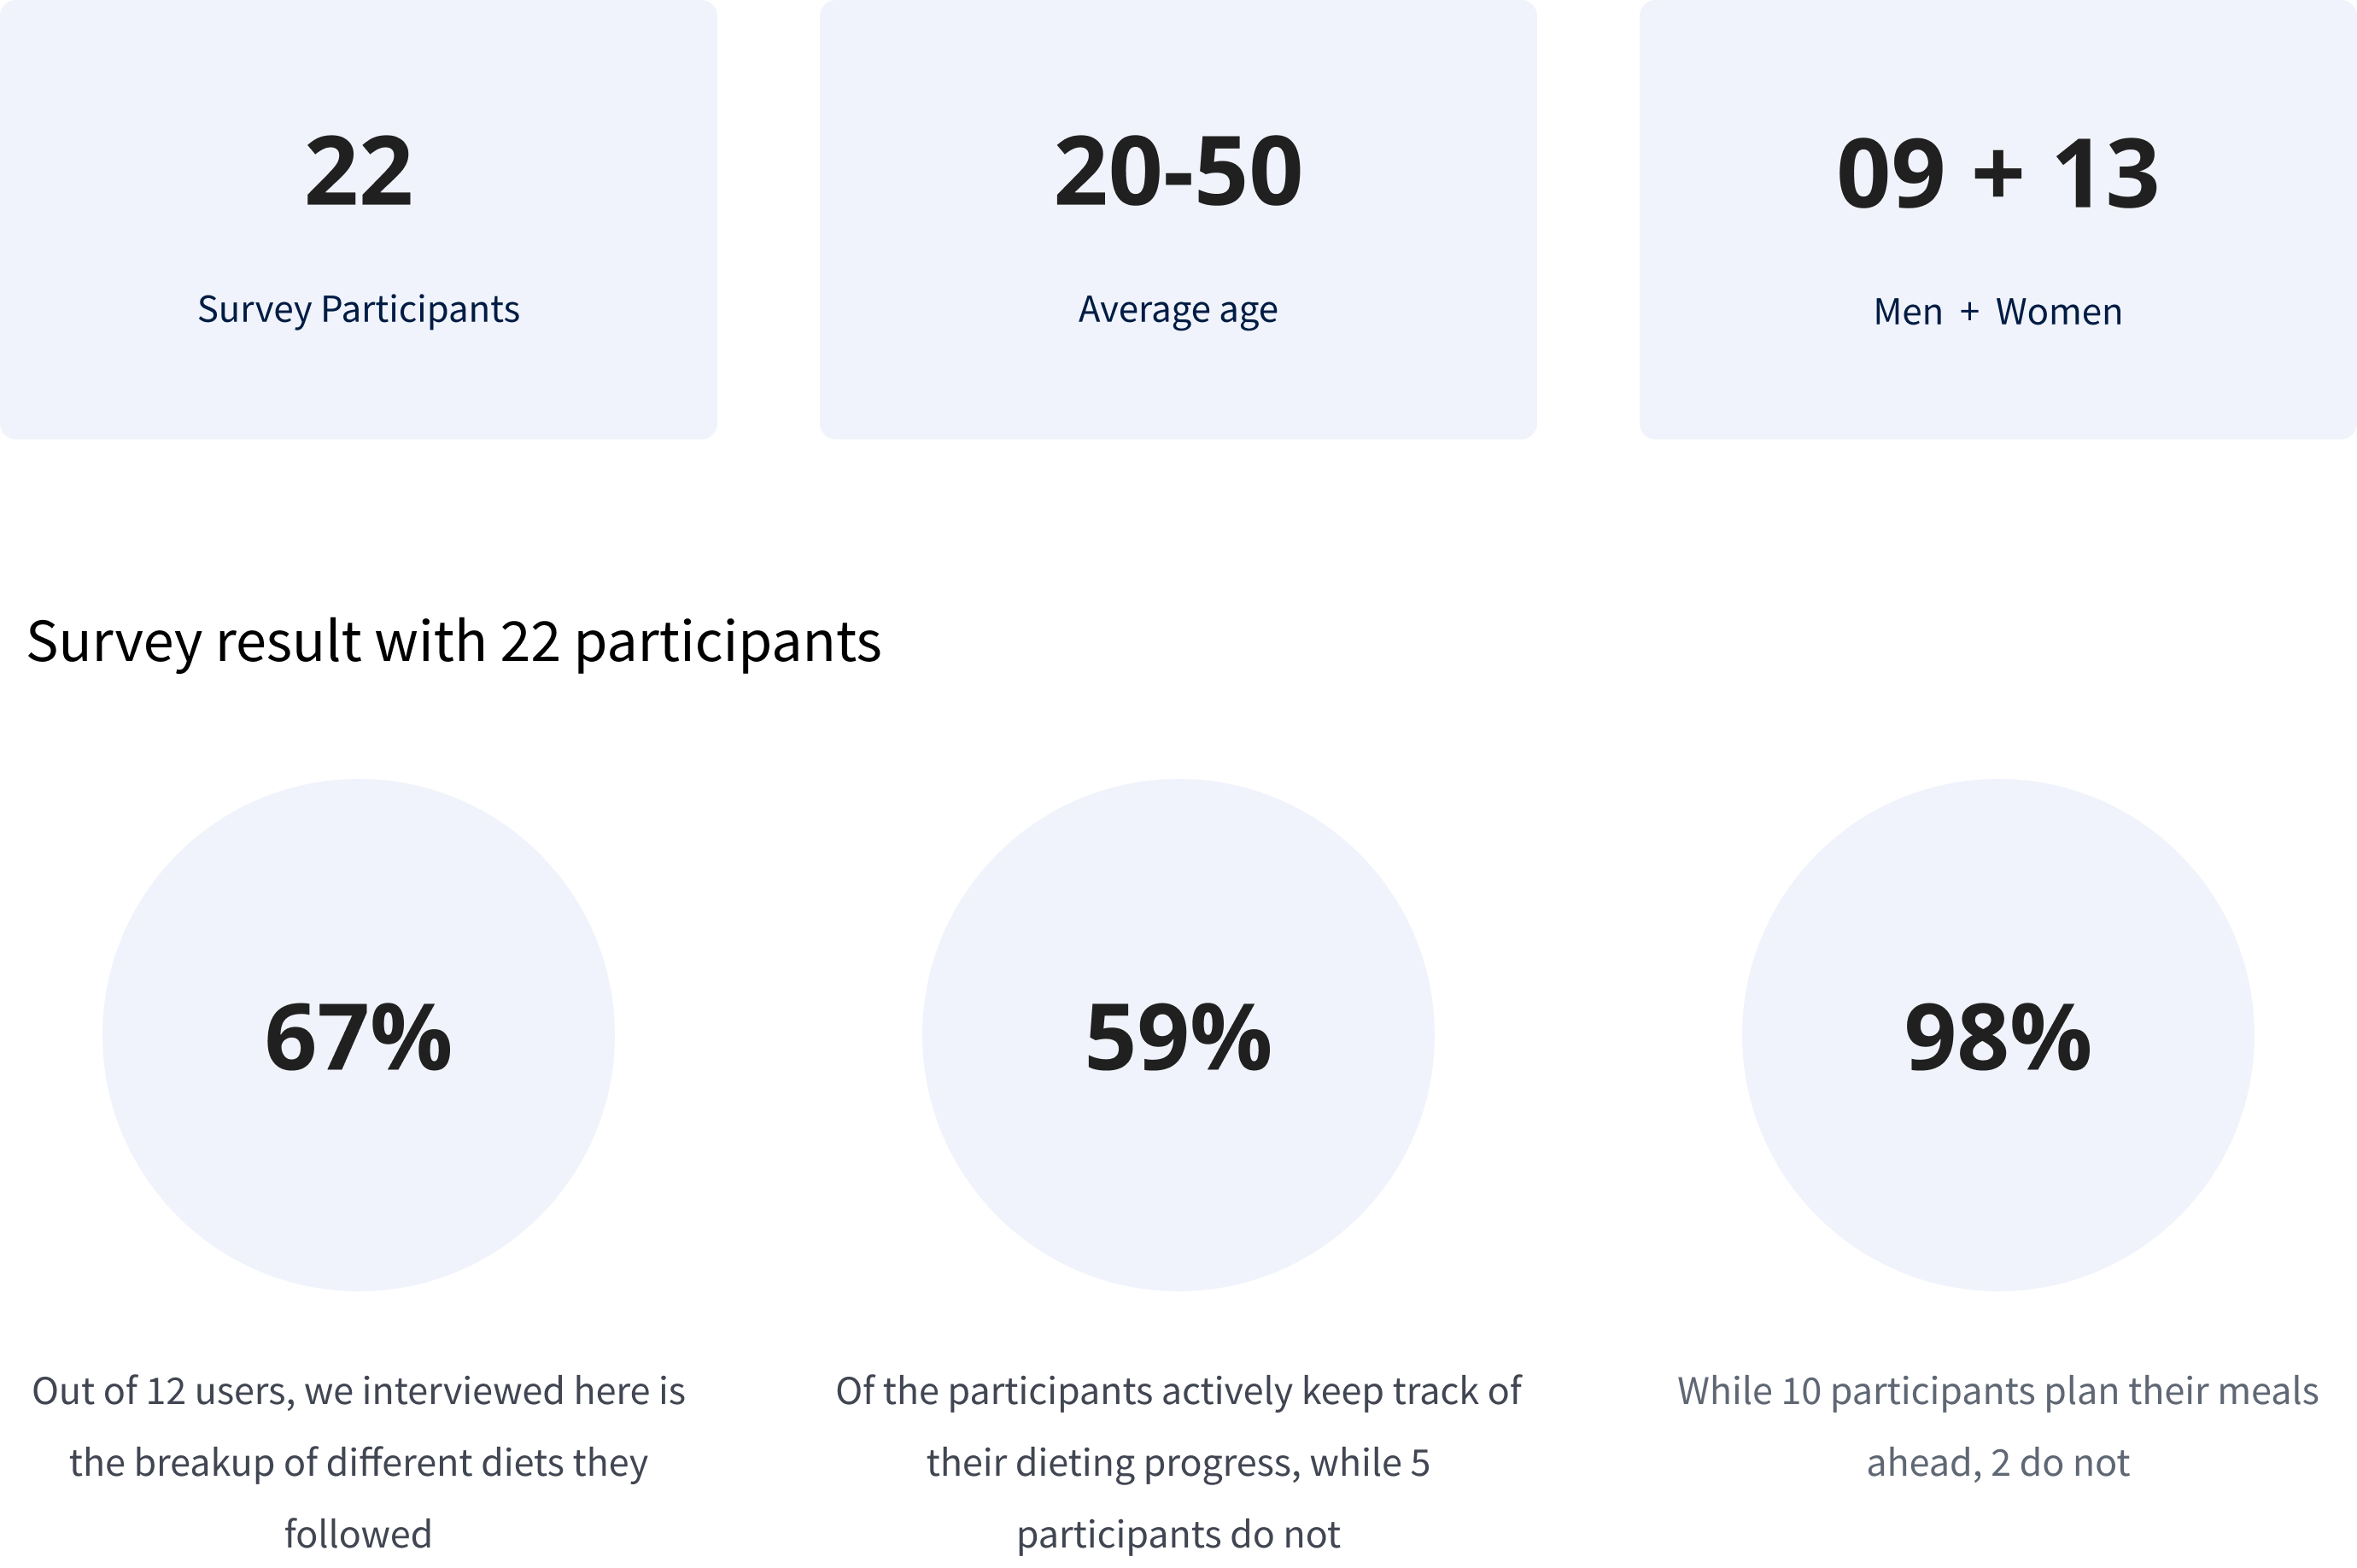 22
Survey Participants
20-50
Average age
09 + 13
Men + Women
Survey result with 22 participants
67%
Out of 12 users, we interviewed here is
the breakup of different diets they
followed
59%
Of the participants actively keep track of
their dieting progress, while 5
participants do not
98%
While 10 participants plan their meals
ahead, 2 do not